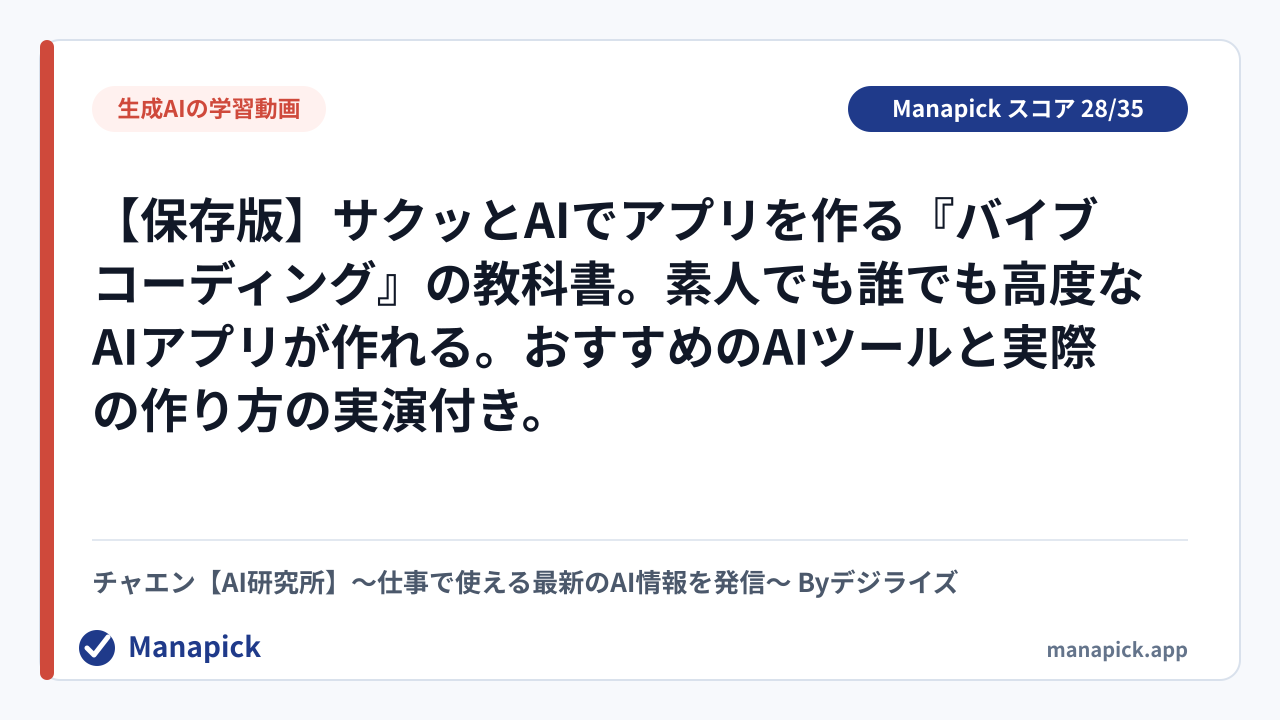 生成AIの学習動画
Manapick スコア 28/35
【保存版】サクッとAIでアプリを作る『バイブ
コーディング』の教科書。素人でも誰でも高度な
AIアプリが作れる。おすすめのAIツールと実際
の作り方の実演付き。
チャエン【AI研究所】〜仕事で使える最新のAI情報を発信〜 Byデジライズ
Manapick
manapick.app